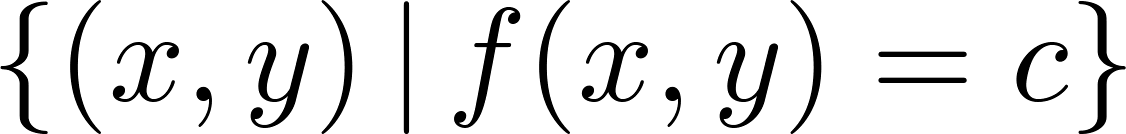 {(x, y) | f(x, y) = c}